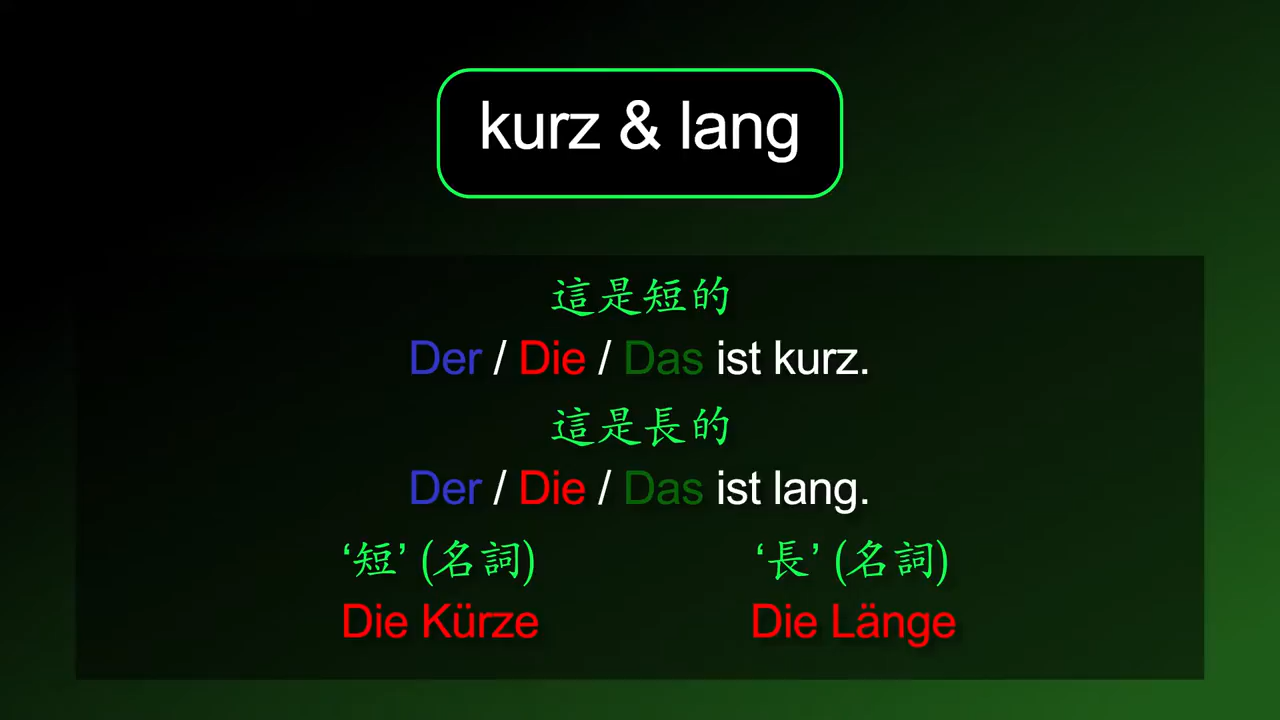 kurz & lang
這是短的
Der / Die / Das ist kurz.
這是長的
Der / Die / Das ist lang.
‘短’ (名詞) ‘長’ (名詞)
Die Kürze Die Länge